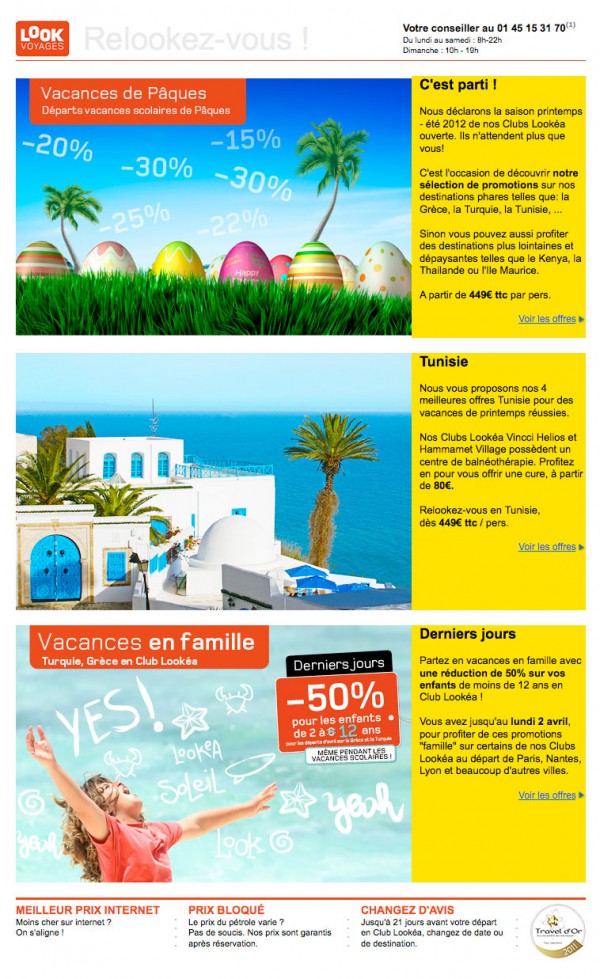 LOOK
VOYAGES
Relookez-vous !
Votre conseiller au 01 45 15 31 70(1)
Du lundi au samedi : 8h-22h
Dimanche : 10h - 19h
Vacances de Pâques
Départs vacances scolaires de Pâques
-20%
-15%
-30%
-30%
-25%
-22%
Happy
C'est parti !
Nous déclarons la saison printemps
- été 2012 de nos Clubs Lookéa
ouverte. Ils n'attendent plus que
vous!
C'est l'occasion de découvrir notre
sélection de promotions sur nos
destinations phares telles que: la
Grèce, la Turquie, la Tunisie, ...
Sinon vous pouvez aussi profiter
des destinations plus lointaines et
dépaysantes telles que le Kenya, la
Thailande ou l'Ile Maurice.
A partir de 449€ ttc par pers.
Voir les offres
Tunisie
Nous vous proposons nos 4
meilleures offres Tunisie pour des
vacances de printemps réussies.
Nos Clubs Lookéa Vincci Helios et
Hammamet Village possèdent un
centre de balnéothérapie. Profitez
en pour vous offrir une cure, à partir
de 80€.
Relookez-vous en Tunisie,
dès 449€ ttc / pers.
Voir les offres
Vacances en famille
Turquie, Grèce en Club Lookéa
YES!
LOOKEA
SOLEIL
yeah
Look
yeah
Derniers jours
-50%
pour les enfants
de 2 à 6 12 ans
pour les départs d'avril sur la Grèce et la Turquie
MÊME PENDANT LES
VACANCES SCOLAIRES !
Derniers jours
Partez en vacances en famille avec
une réduction de 50% sur vos
enfants de moins de 12 ans en
Club Lookéa !
Vous avez jusqu'au lundi 2 avril,
pour profiter de ces promotions
"famille" sur certains de nos Clubs
Lookéa au départ de Paris, Nantes,
Lyon et beaucoup d'autres villes.
Voir les offres
MEILLEUR PRIX INTERNET
Moins cher sur internet ?
On s'aligne !
PRIX BLOQUÉ
Le prix du pétrole varie ?
Pas de soucis. Nos prix sont garantis
après réservation.
CHANGEZ D'AVIS
Jusqu'à 21 jours avant votre départ
en Club Lookéa, changez de date ou
de destination.
Travel d'Or
2011